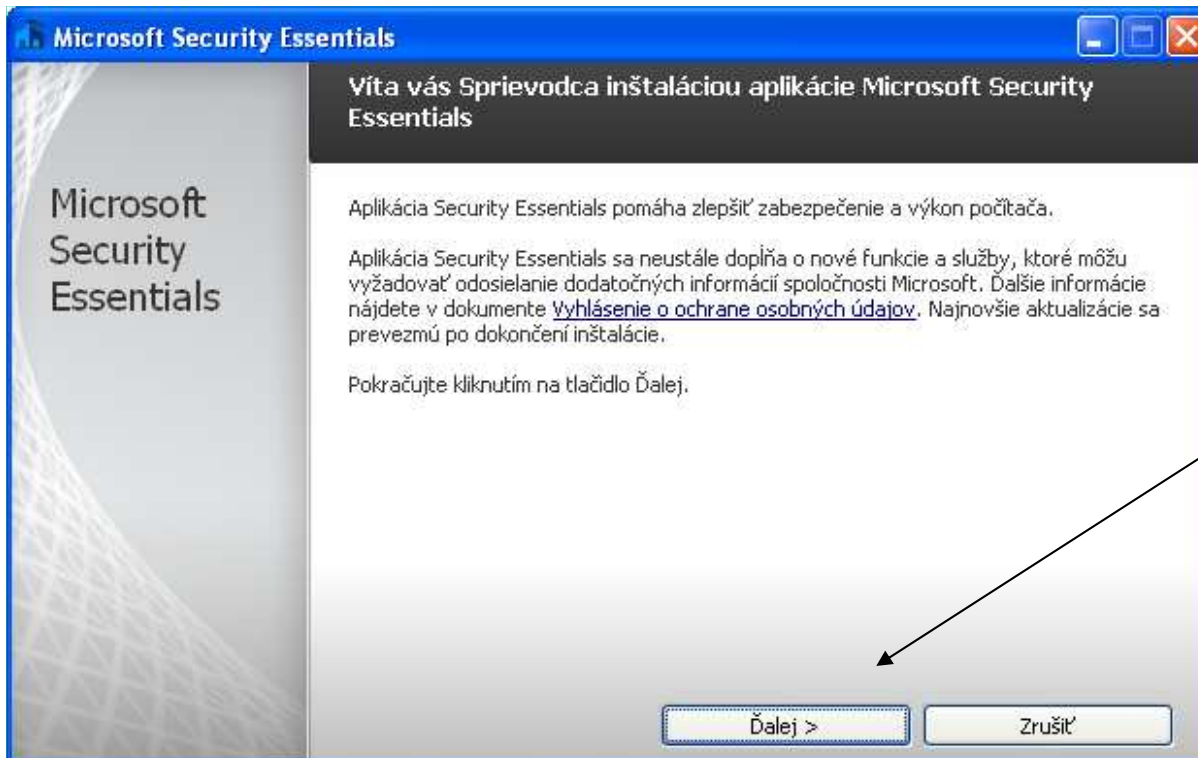 Microsoft Security Essentials
Víta vás Sprievodca inštaláciou aplikácie Microsoft Security
Essentials
Microsoft
Security
Essentials
Aplikácia Security Essentials pomáha zlepšiť zabezpečenie a výkon počítača.
Aplikácia Security Essentials sa neustále dopĺňa o nové funkcie a služby, ktoré môžu
vyžadovať odosielanie dodatočných informácií spoločnosti Microsoft. Ďalšie informácie
nájdete v dokumente Vyhlásenie o ochrane osobných údajov. Najnovšie aktualizácie sa
prevezmú po dokončení inštalácie.
Pokračujte kliknutím na tlačidlo Ďalej.
Ďalej >
Zrušiť